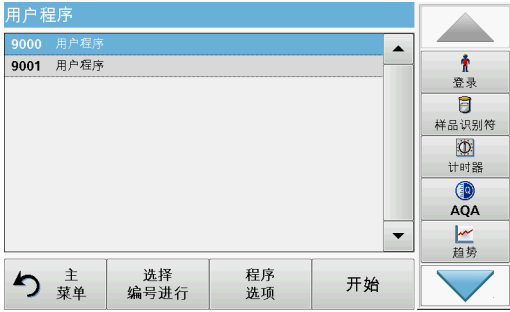 用户程序
9000 用户程序
9001 用户程序
登录
样品识别符
计时器
AQA
趋势
主
菜单
选择
编号进行
程序
选项
开始